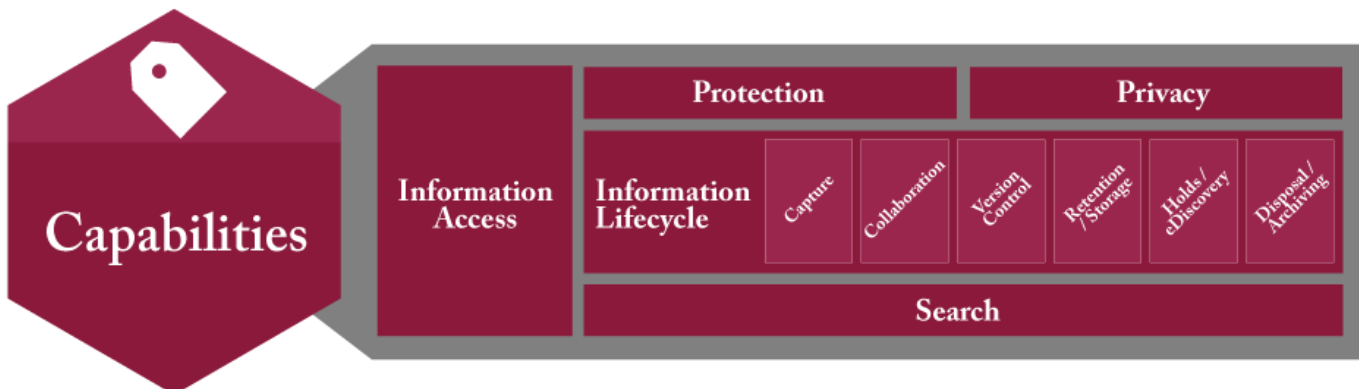 Capabilities
Information
Access
Protection
Privacy
Information
Lifecycle
Capture
Collaboration
Version
Control
Retention
/ Storage
Holds /
eDiscovery
Disposal /
Archiving
Search